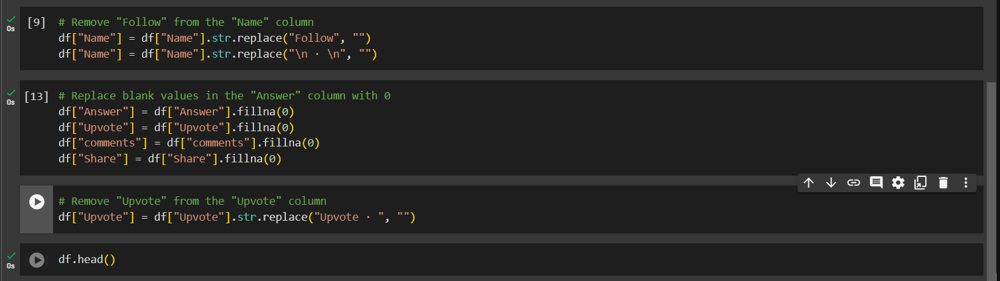 [9] # Remove "Follow" from the "Name" column
df["Name"] = df["Name"].str.replace("Follow", "")
df["Name"] = df["Name"].str.replace("\n · \n", "")
0s
[13] # Replace blank values in the "Answer" column with 0
0s
df["Answer"] = df["Answer"].fillna(0)
df["Upvote"] = df["Upvote"].fillna(0)
df["comments"] = df["comments"].fillna(0)
df["Share"] = df["Share"].fillna(0)
# Remove "Upvote" from the "Upvote" column
df["Upvote"] = df["Upvote"].str.replace("Upvote · ", "")
df.head()
0s